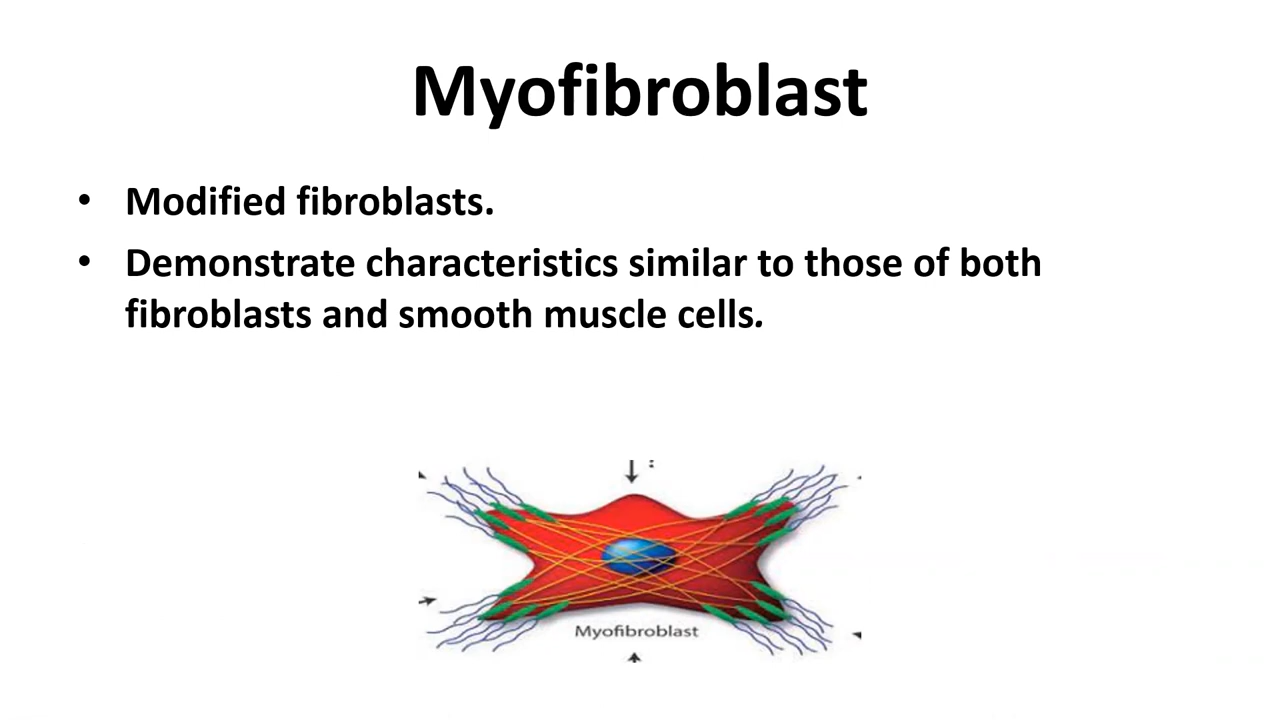 Myofibroblast
• Modified fibroblasts.
• Demonstrate characteristics similar to those of both
fibroblasts and smooth muscle cells.
Myofibroblast